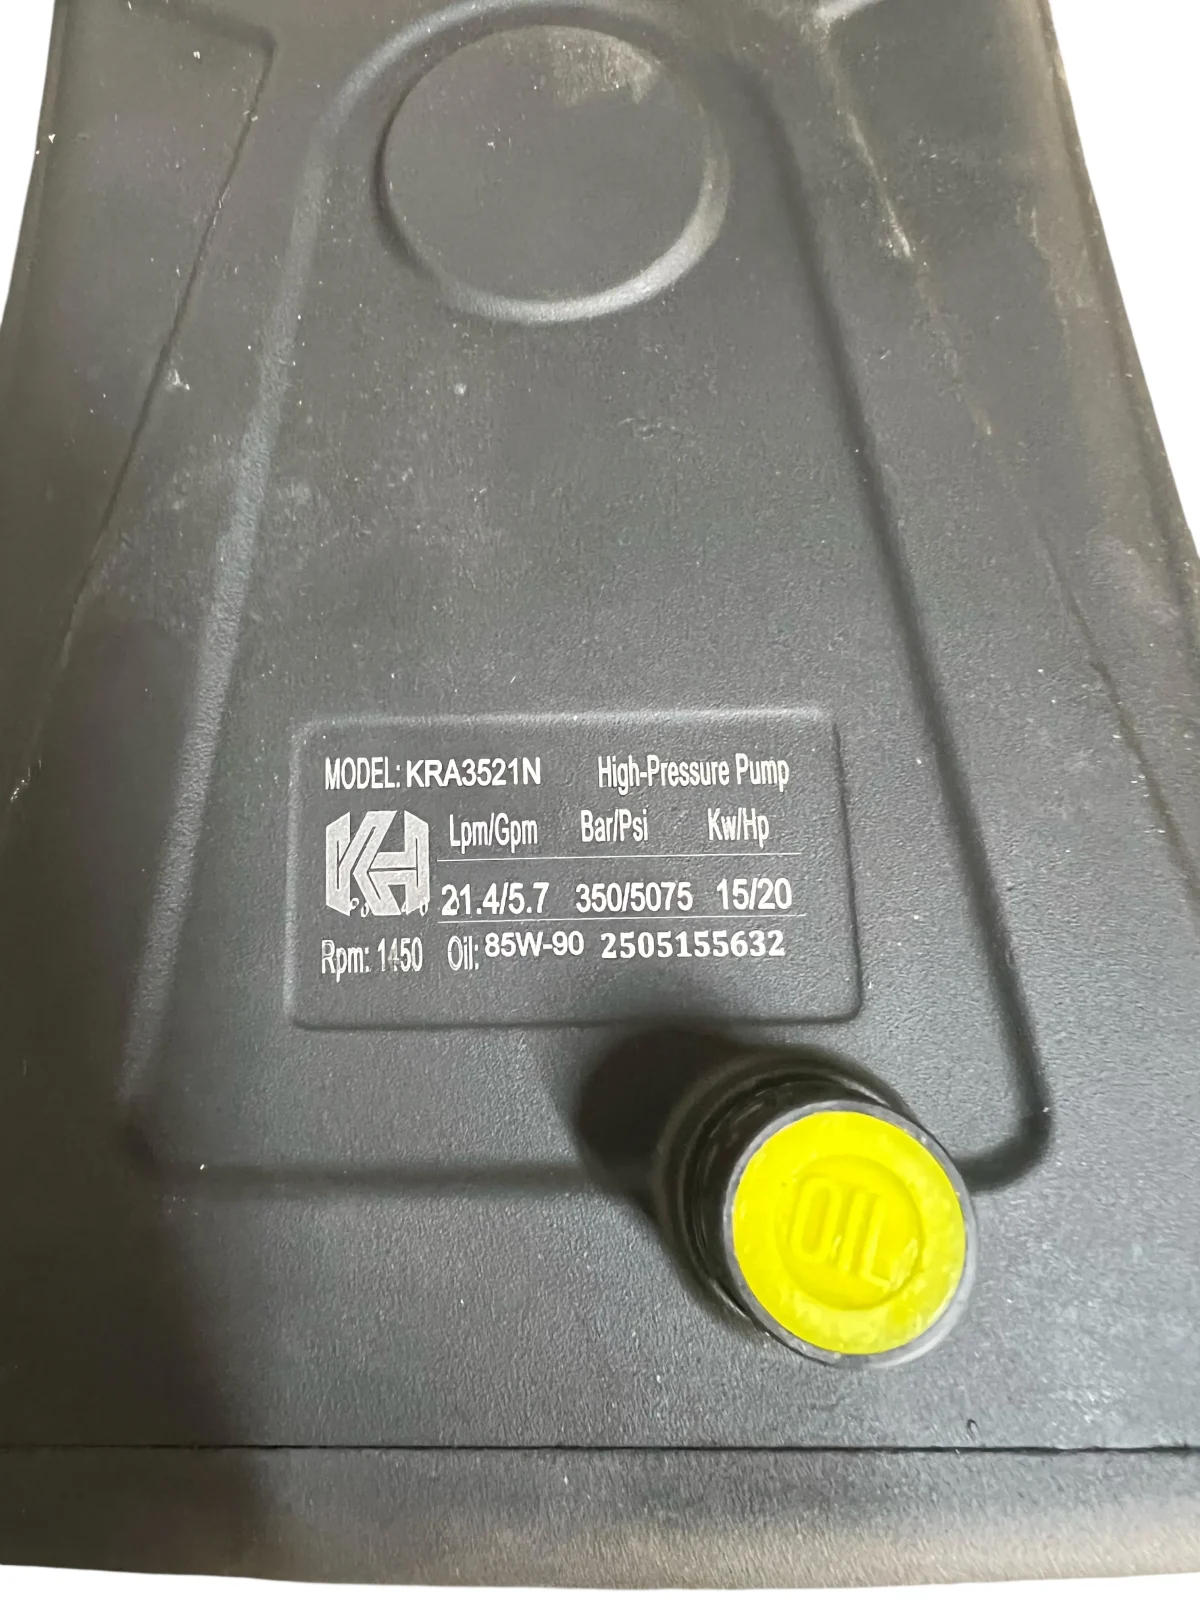 MODEL: KRA3521N High-Pressure Pump
KH Lpm/Gpm Bar/Psi Kw/Hp
21.4/5.7 350/5075 15/20
Rpm: 1450 Oil: 85W-90 2505155632
OIL